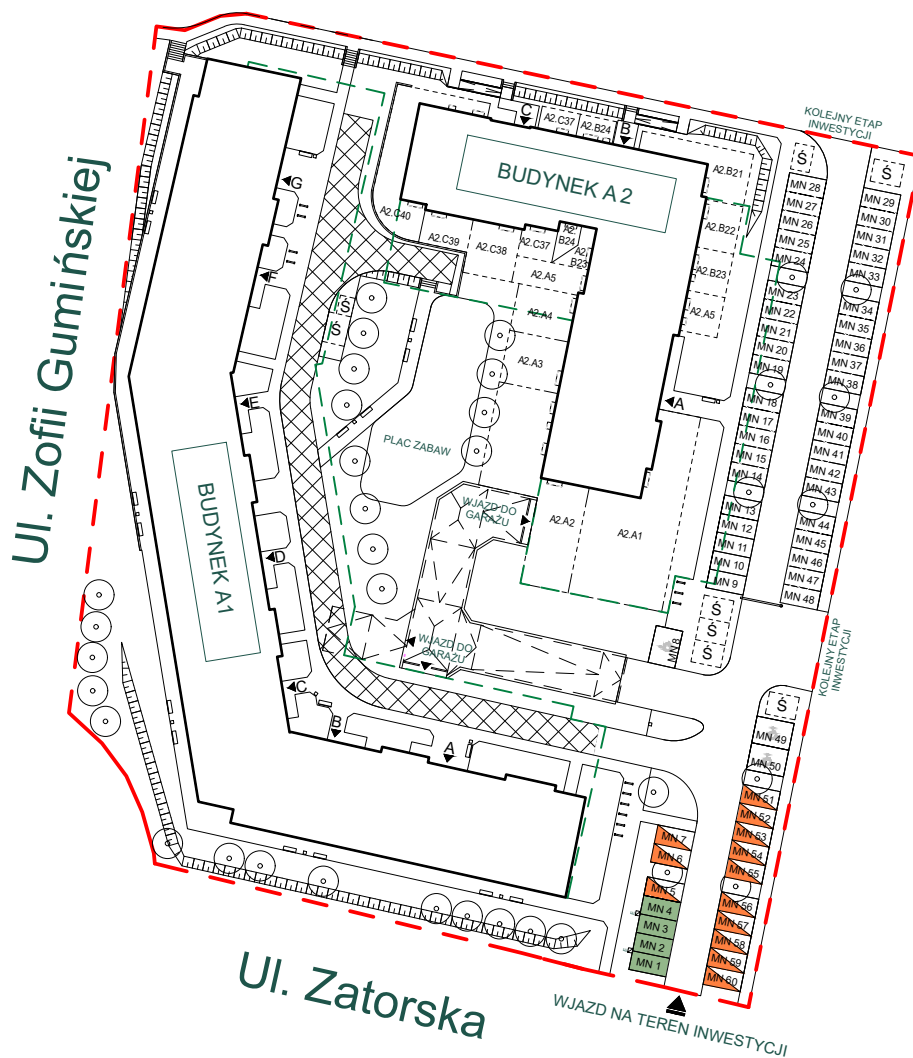 KOLEJNY ETAP
INWESTYCJI
Ul. Zofii Gumińskiej
BUDYNEK A2
C
A2.C37
A2.B24
B
A2.B21
A2.B22
A2.B23
A2.A5
A2.C40
A2.C39
A2.C38
A2.C37
A2.
B24
A2.
B23
A2.A5
A2.A4
A2.A3
A2.A2
A2.A1
A
G
F
E
D
C
B
A
BUDYNEK A1
PLAC ZABAW
WJAZD DO
GARAŻU
WJAZD DO
GARAŻU
Ś
Ś
Ś
MN 28
MN 27
MN 26
MN 25
MN 24
MN 23
MN 22
MN 21
MN 20
MN 19
MN 18
MN 17
MN 16
MN 15
MN 14
MN 13
MN 12
MN 11
MN 10
MN 9
Ś
Ś
Ś
MN 8
Ś
MN 29
MN 30
MN 31
MN 32
MN 33
MN 34
MN 35
MN 36
MN 37
MN 38
MN 39
MN 40
MN 41
MN 42
MN 43
MN 44
MN 45
MN 46
MN 47
MN 48
KOLEJNY ETAP
INWESTYCJI
Ś
MN 49
MN 50
MN 51
MN 52
MN 53
MN 54
MN 55
MN 56
MN 57
MN 58
MN 59
MN 60
MN 7
MN 6
MN 5
MN 4
MN 3
MN 2
MN 1
Ul. Zatorska
WJAZD NA TEREN INWESTYCJI